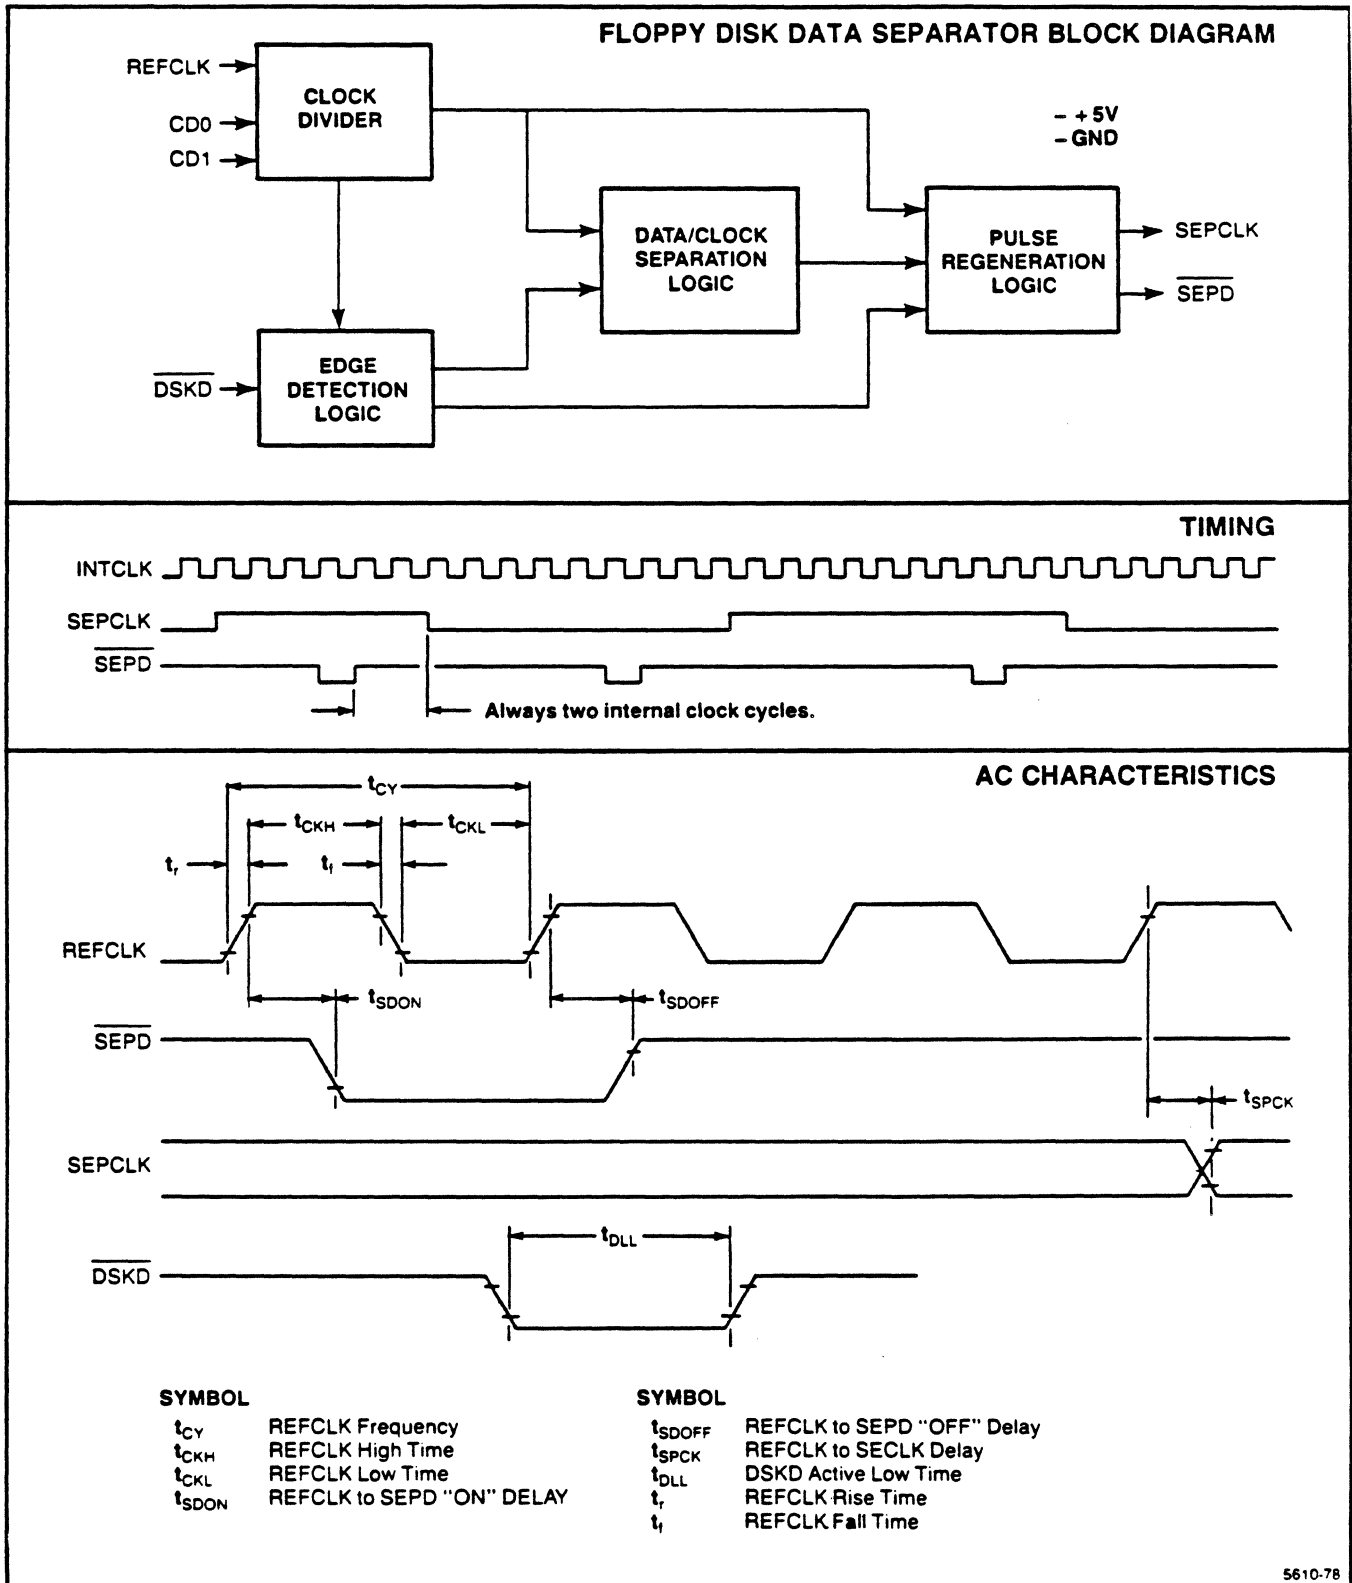 FLOPPY DISK DATA SEPARATOR BLOCK DIAGRAM
REFCLK
CD0
CD1
CLOCK
DIVIDER
– + 5V
– GND
DATA/CLOCK
SEPARATION
LOGIC
PULSE
REGENERATION
LOGIC
SEPCLK
SEPD
DSKD
EDGE
DETECTION
LOGIC
TIMING
INTCLK
SEPCLK
SEPD
Always two internal clock cycles.
AC CHARACTERISTICS
tCY
tCKH
tCKL
tr
tf
REFCLK
tSDON
tSDOFF
SEPD
tSPCK
SEPCLK
tDLL
DSKD
SYMBOL
tCY REFCLK Frequency
tCKH REFCLK High Time
tCKL REFCLK Low Time
tSDON REFCLK to SEPD "ON" DELAY
SYMBOL
tSDOFF REFCLK to SEPD "OFF" Delay
tSPCK REFCLK to SECLK Delay
tDLL DSKD Active Low Time
tr REFCLK Rise Time
tf REFCLK Fall Time
5610-78